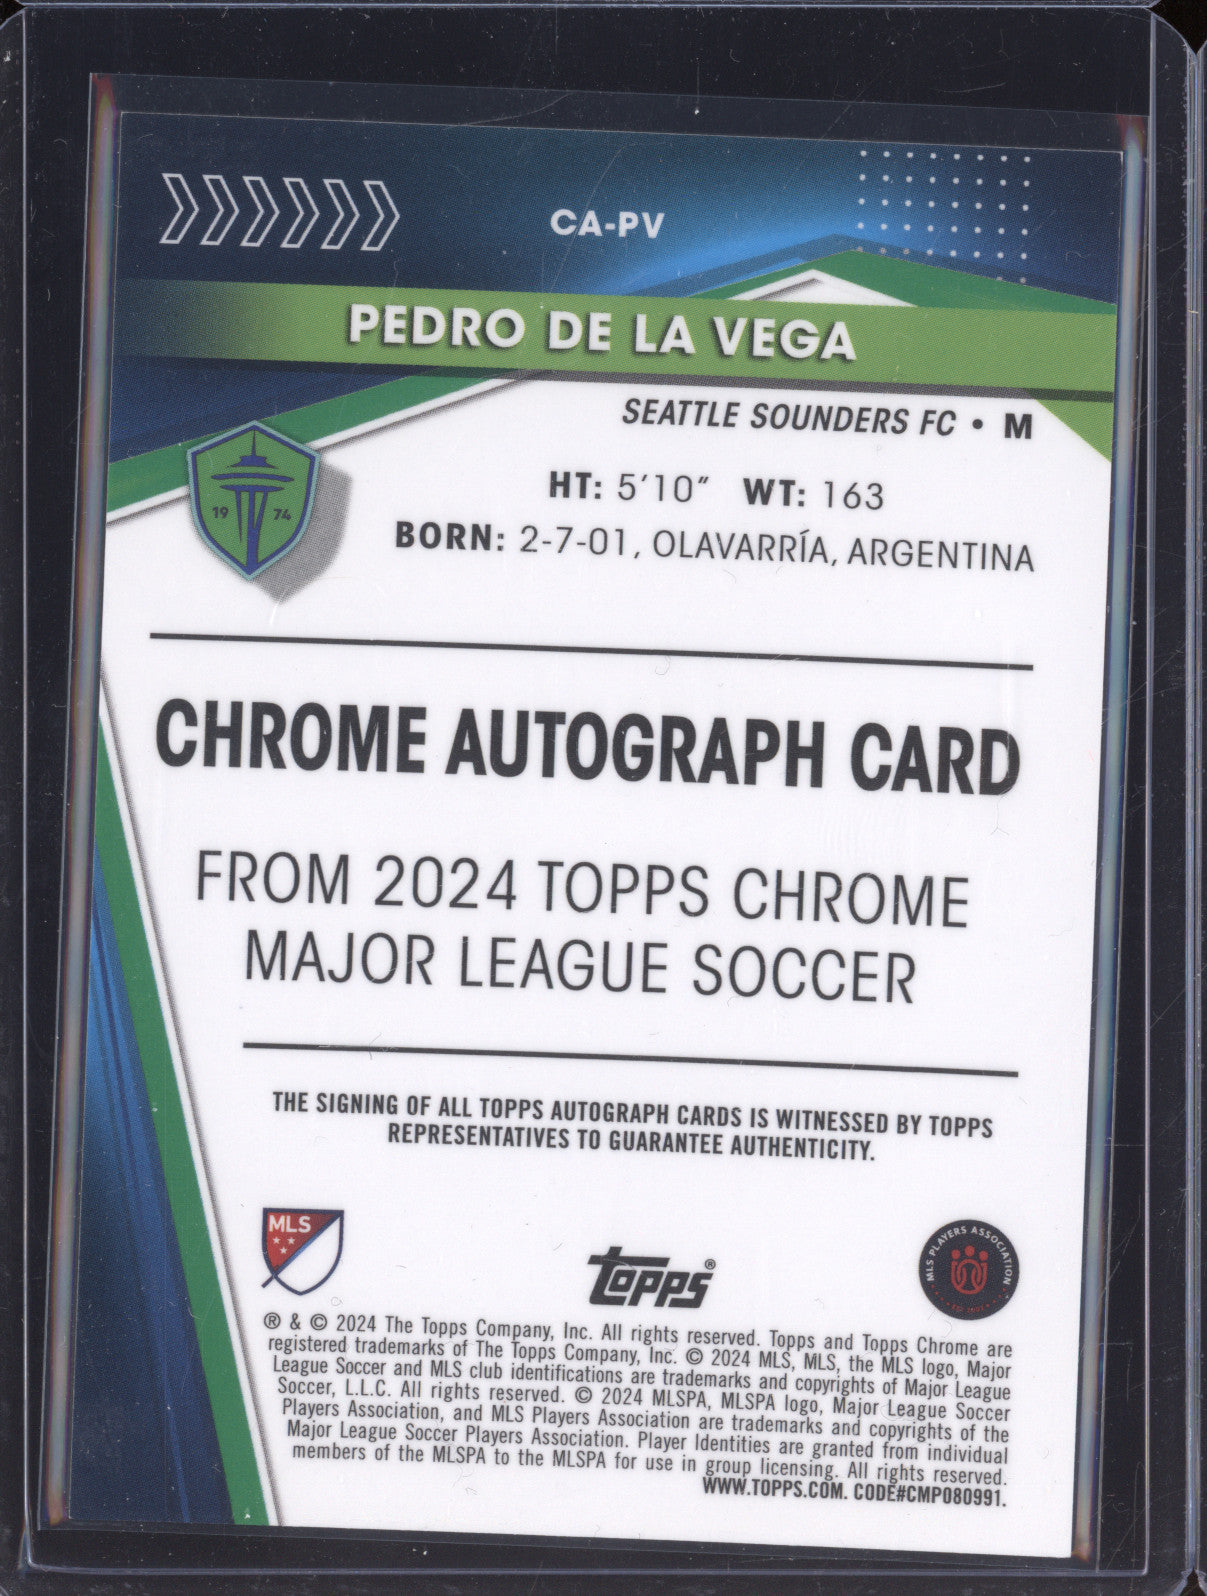 CA-PV
PEDRO DE LA VEGA
SEATTLE SOUNDERS FC • M
HT: 5'10" WT: 163
BORN: 2-7-01, OLAVARRÍA, ARGENTINA
19 74
CHROME AUTOGRAPH CARD
FROM 2024 TOPPS CHROME
MAJOR LEAGUE SOCCER
THE SIGNING OF ALL TOPPS AUTOGRAPH CARDS IS WITNESSED BY TOPPS
REPRESENTATIVES TO GUARANTEE AUTHENTICITY.
MLS
Topps®
MLS PLAYERS ASSOCIATION
® & © 2024 The Topps Company, Inc. All rights reserved. Topps and Topps Chrome are
registered trademarks of The Topps Company, Inc. © 2024 MLS, MLS, the MLS logo, Major
League Soccer and MLS club identifications are trademarks and copyrights of Major League
Soccer, L.L.C. All rights reserved. © 2024 MLSPA, MLSPA logo, Major League Soccer
Players Association, and MLS Players Association are trademarks and copyrights of the
Major League Soccer Players Association. Player Identities are granted from individual
members of the MLSPA to the MLSPA for use in group licensing. All rights reserved.
WWW.TOPPS.COM. CODE#CMP080991.